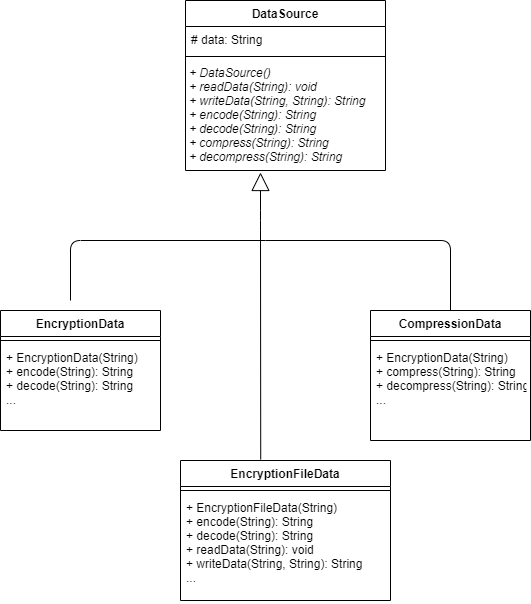 DataSource
# data: String
+ DataSource()
+ readData(String): void
+ writeData(String, String): String
+ encode(String): String
+ decode(String): String
+ compress(String): String
+ decompress(String): String
EncryptionData
+ EncryptionData(String)
+ encode(String): String
+ decode(String): String
...
CompressionData
+ EncryptionData(String)
+ compress(String): String
+ decompress(String): String
...
EncryptionFileData
+ EncryptionFileData(String)
+ encode(String): String
+ decode(String): String
+ readData(String): void
+ writeData(String, String): String
...